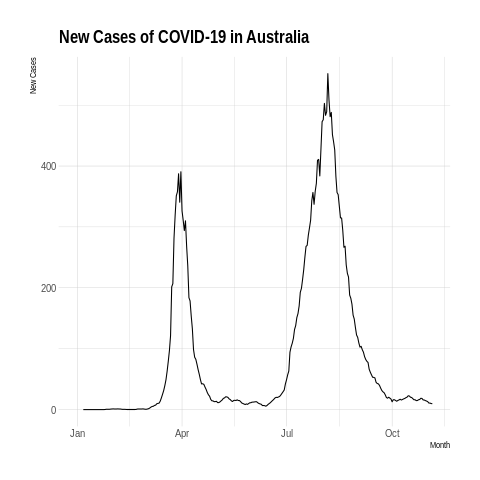 New Cases of COVID-19 in Australia
New Cases
400
200
0
Jan Apr Jul Oct
Month